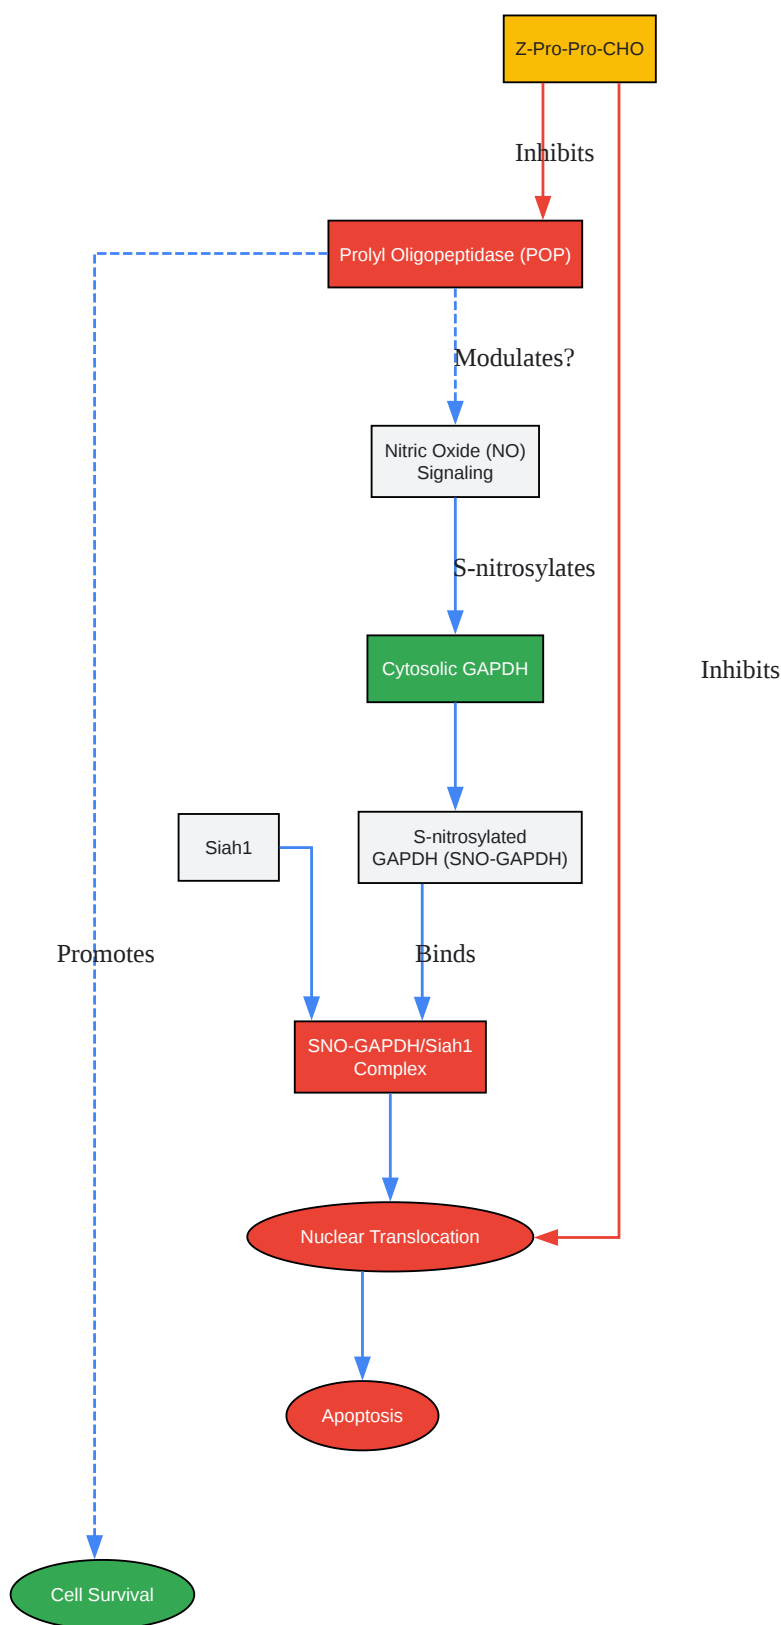 Z-Pro-Pro-CHO
Inhibits
Prolyl Oligopeptidase (POP)
Modulates?
Nitric Oxide (NO)
Signaling
S-nitrosylates
Cytosolic GAPDH
Inhibits
S-nitrosylated
GAPDH (SNO-GAPDH)
Siah1
Promotes
Binds
SNO-GAPDH/Siah1
Complex
Nuclear Translocation
Apoptosis
Cell Survival